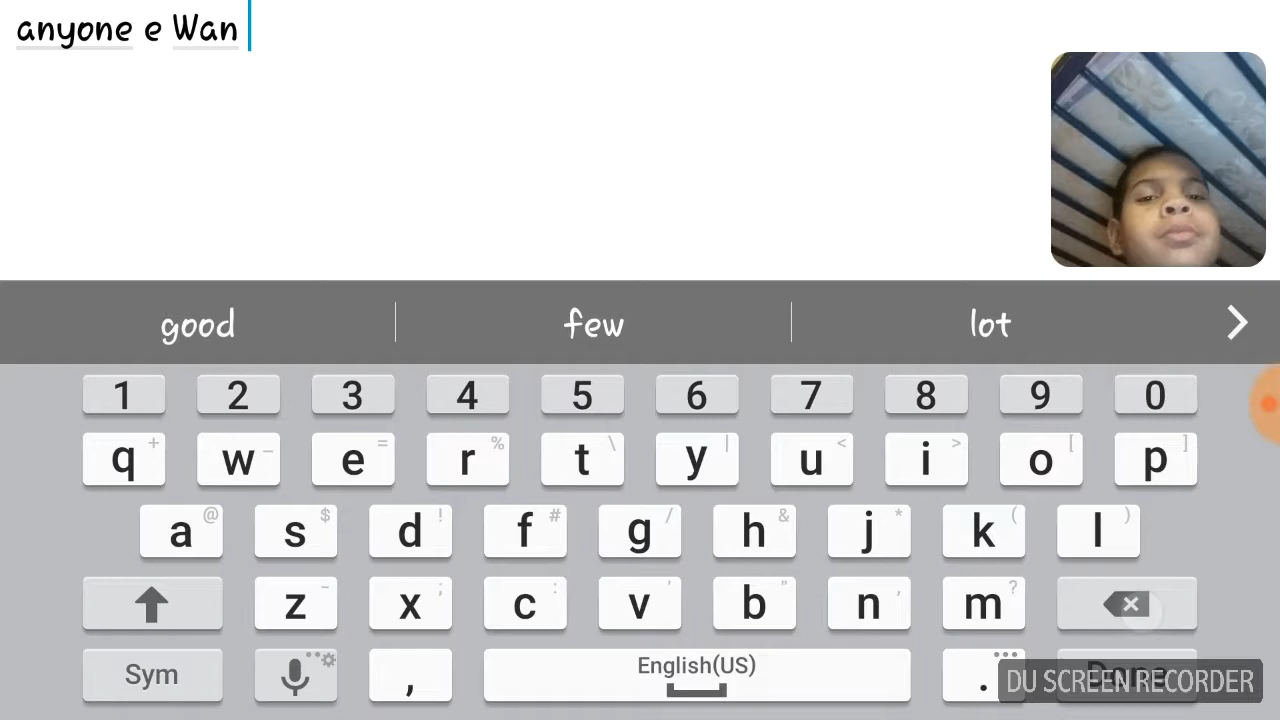 anyone e Wan
good few lot
1 2 3 4 5 6 7 8 9 0
q + w - e = r % t \ y | u < i > o [ p ]
a @ s $ d ! f # g / h & j * k ( l )
z - x ; c : v ' b " n , m ?
Sym , English(US) . Done
DU SCREEN RECORDER